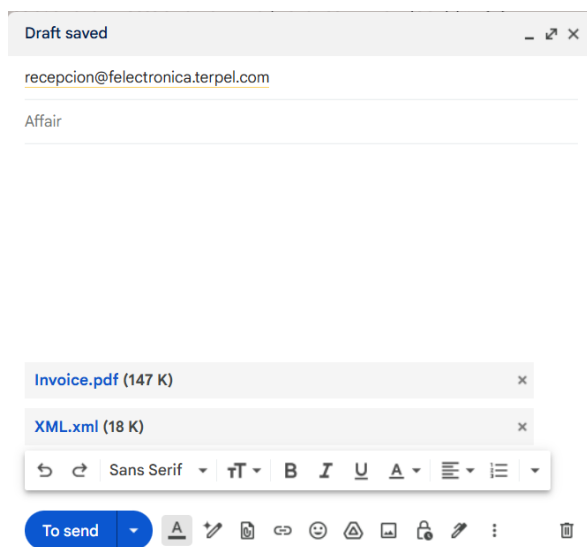 Draft saved
recepcion@felectronica.terpel.com
Affair
Invoice.pdf (147 K)
XML.xml (18 K)
Sans Serif
To send